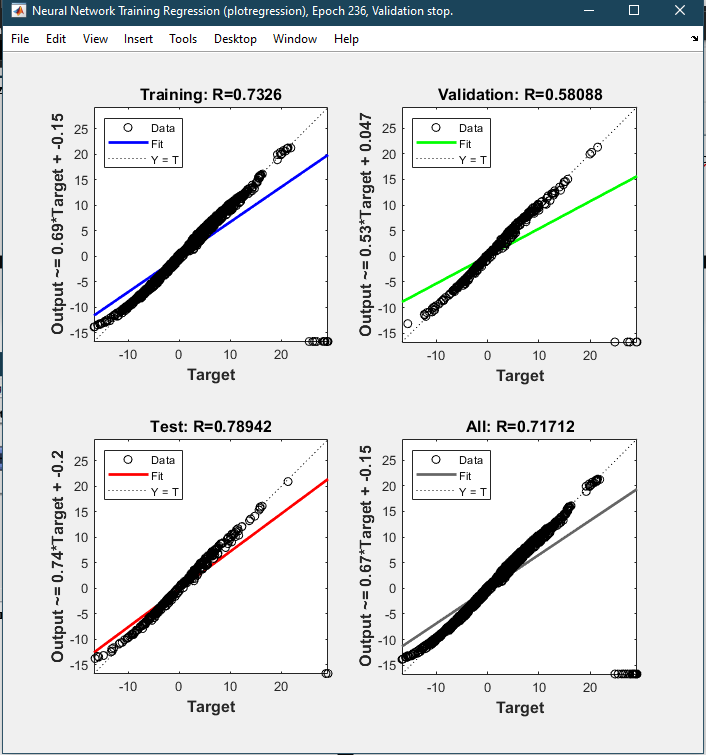 Neural Network Training Regression (plotregression), Epoch 236, Validation stop.
File Edit View Insert Tools Desktop Window Help
Training: R=0.7326
Output ~= 0.69*Target + -0.15
Data
Fit
Y = T
25
20
15
10
5
0
-5
-10
-15
-10 0 10 20
Target
Validation: R=0.58088
Output ~= 0.53*Target + 0.047
Data
Fit
Y = T
25
20
15
10
5
0
-5
-10
-15
-10 0 10 20
Target
Test: R=0.78942
Output ~= 0.74*Target + -0.2
Data
Fit
Y = T
25
20
15
10
5
0
-5
-10
-15
-10 0 10 20
Target
All: R=0.71712
Output ~= 0.67*Target + -0.15
Data
Fit
Y = T
25
20
15
10
5
0
-5
-10
-15
-10 0 10 20
Target